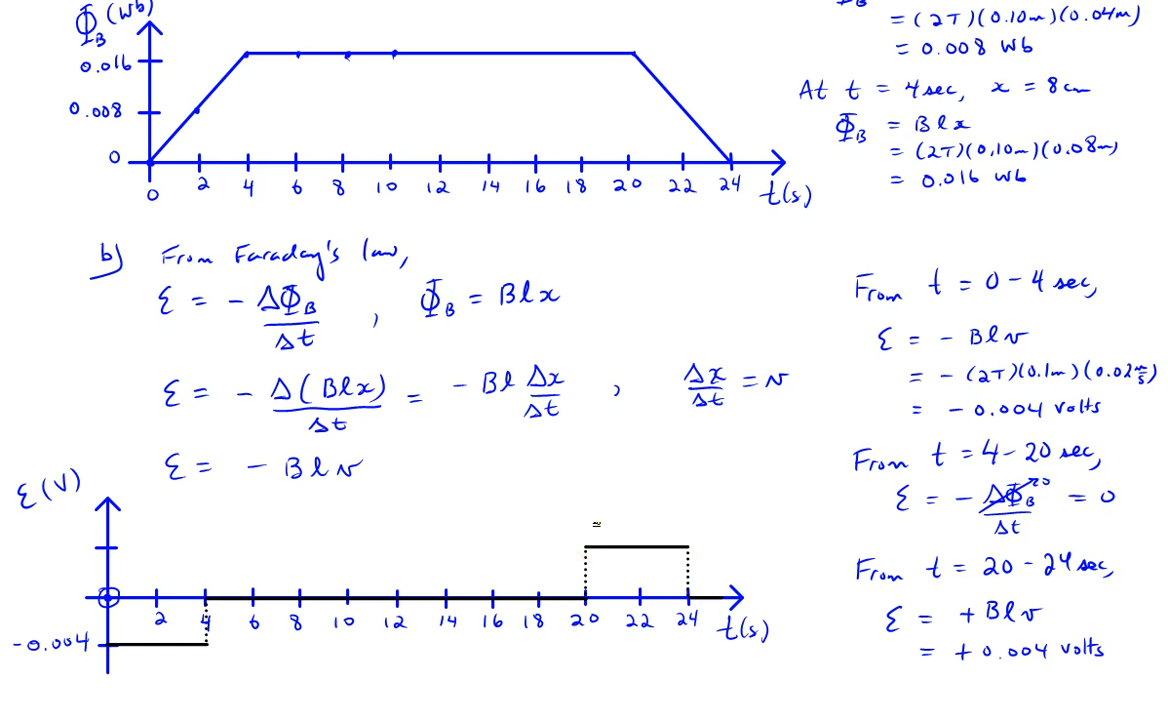 Φ_B (Wb)
0.016
0.008
0
0 2 4 6 8 10 12 14 16 18 20 22 24 t(s)
= (2T)(0.10m)(0.04m)
= 0.008 Wb
At t = 4 sec, x = 8 cm
Φ_B = Blx
= (2T)(0.10m)(0.08m)
= 0.016 Wb
b) From Faraday's law,
ε = - ΔΦ_B/Δt , Φ_B = Blx
ε = - Δ(Blx)/Δt = - Bl Δx/Δt , Δx/Δt = v
ε = - Blv
From t = 0 - 4 sec,
ε = - Blv
= - (2T)(0.1m)(0.02 m/s)
= - 0.004 volts
From t = 4 - 20 sec,
ε = - ΔΦ_B/Δt = 0
From t = 20 - 24 sec,
ε = + Blv
= + 0.004 volts
ε (V)
2 4 6 8 10 12 14 16 18 20 22 24 t(s)
-0.004